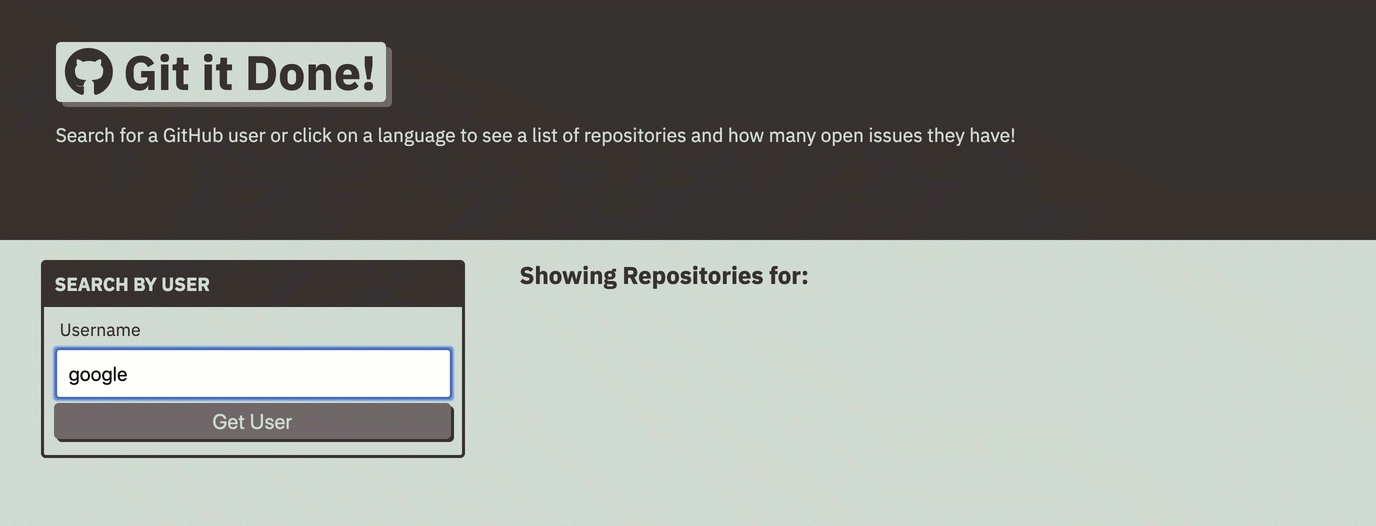 Git it Done!
Search for a GitHub user or click on a language to see a list of repositories and how many open issues they have!
SEARCH BY USER
Showing Repositories for:
Username
google
Get User